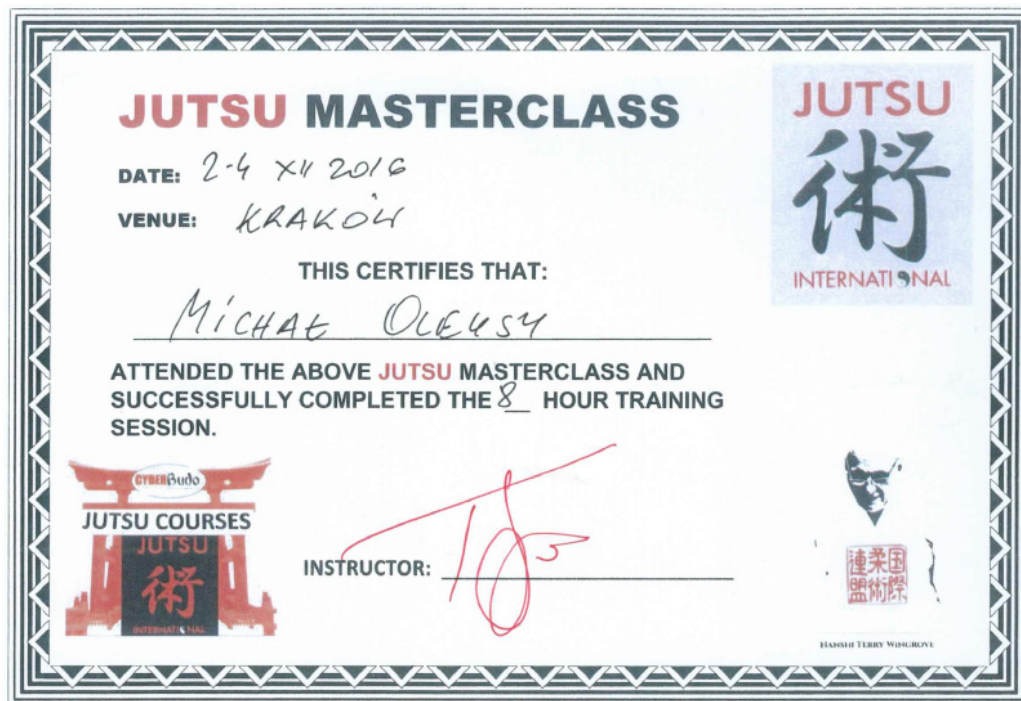 JUTSU MASTERCLASS
DATE: 2-4 XII 2016
VENUE: KRAKÓW
THIS CERTIFIES THAT:
MICHAŁ OLEKSY
ATTENDED THE ABOVE JUTSU MASTERCLASS AND
SUCCESSFULLY COMPLETED THE 8 HOUR TRAINING
SESSION.
INSTRUCTOR:
JUTSU
術
INTERNATIONAL
CYBERBudo
JUTSU COURSES
JUTSU
術
INTERNATIONAL
連柔国
盟術際
HANSHI TERRY WINGROVE